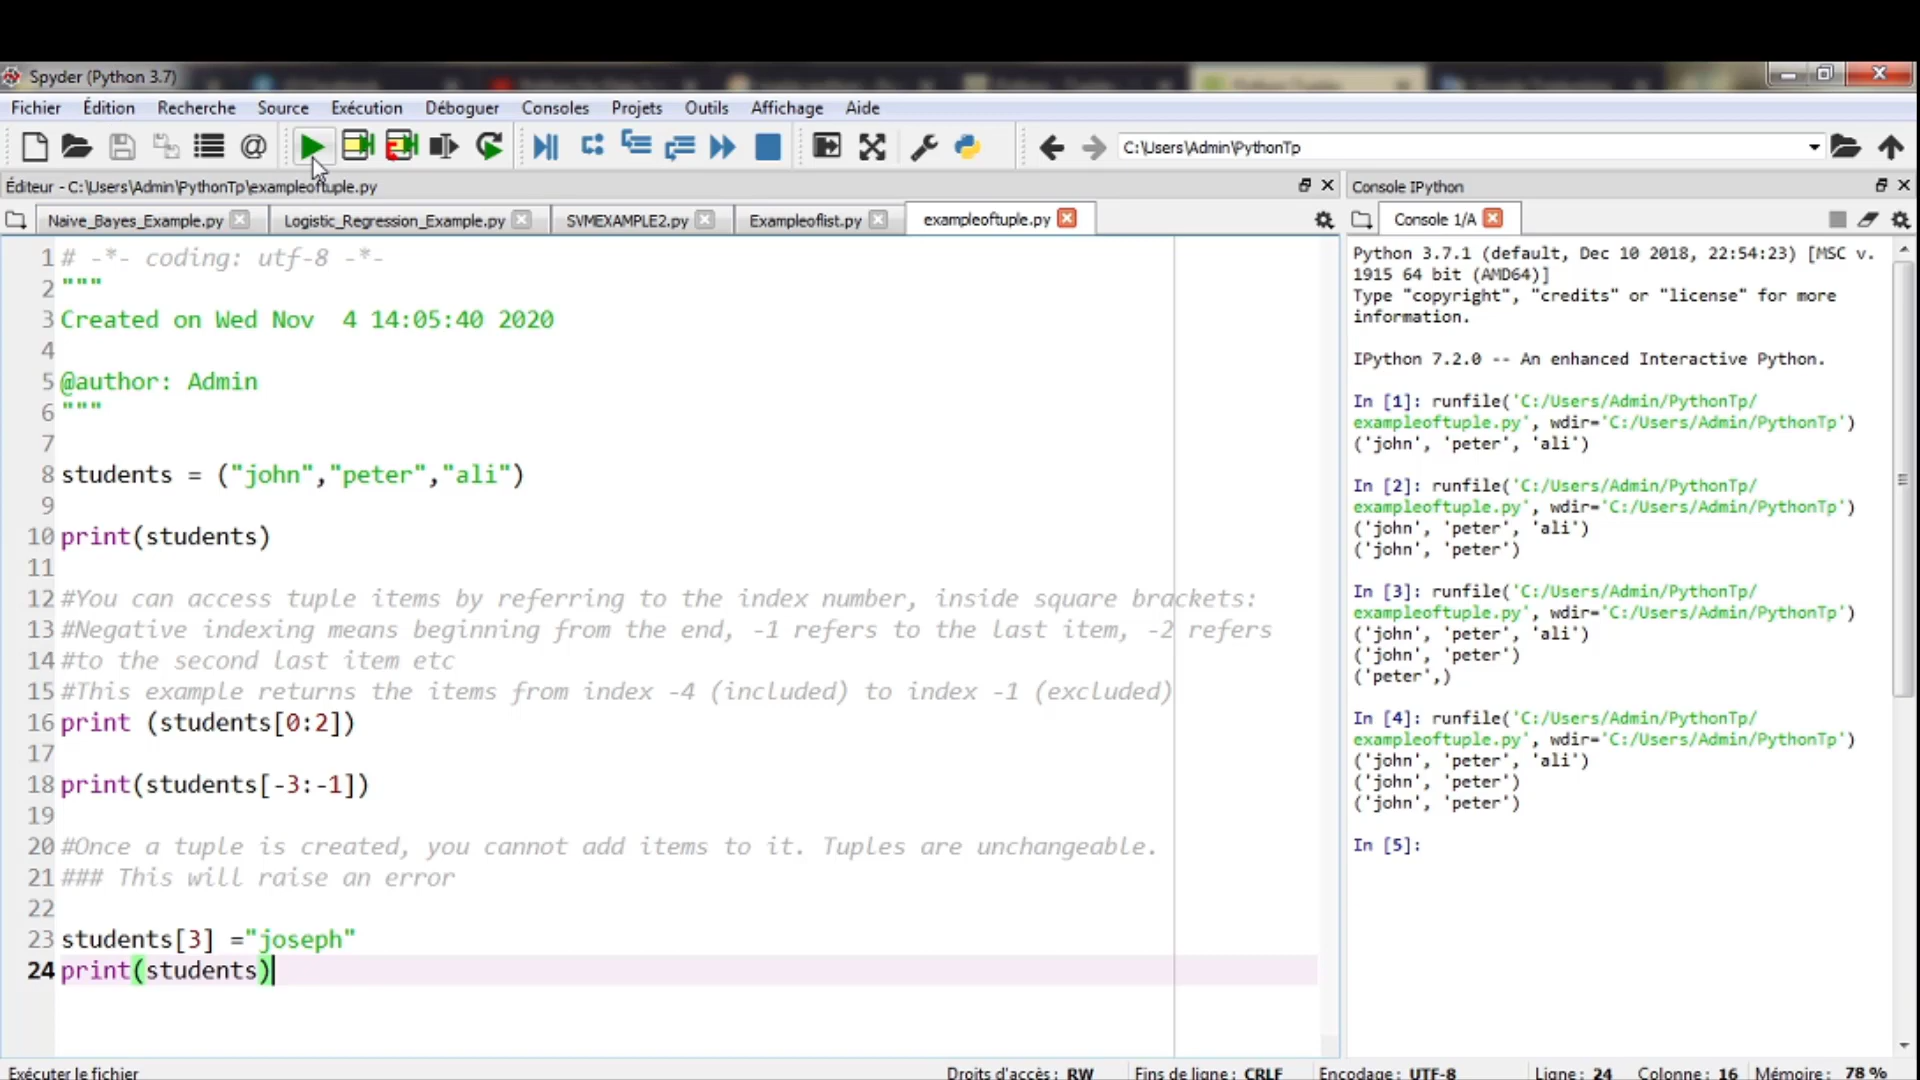 Spyder (Python 3.7)
Fichier Édition Recherche Source Exécution Déboguer Consoles Projets Outils Affichage Aide
C:\Users\Admin\PythonTp
Éditeur - C:\Users\Admin\PythonTp\exampleoftuple.py
Naive_Bayes_Example.py Logistic_Regression_Example.py SVMEXAMPLE2.py Exampleoflist.py exampleoftuple.py
1 # -*- coding: utf-8 -*-
2 """
3 Created on Wed Nov  4 14:05:40 2020
4
5 @author: Admin
6 """
7
8 students = ("john","peter","ali")
9
10 print(students)
11
12 #You can access tuple items by referring to the index number, inside square brackets:
13 #Negative indexing means beginning from the end, -1 refers to the last item, -2 refers
14 #to the second last item etc
15 #This example returns the items from index -4 (included) to index -1 (excluded)
16 print (students[0:2])
17
18 print(students[-3:-1])
19
20 #Once a tuple is created, you cannot add items to it. Tuples are unchangeable.
21 ### This will raise an error
22
23 students[3] ="joseph"
24 print(students)
Console IPython
Console 1/A
Python 3.7.1 (default, Dec 10 2018, 22:54:23) [MSC v.
1915 64 bit (AMD64)]
Type "copyright", "credits" or "license" for more
information.
IPython 7.2.0 -- An enhanced Interactive Python.
In [1]: runfile('C:/Users/Admin/PythonTp/
exampleoftuple.py', wdir='C:/Users/Admin/PythonTp')
('john', 'peter', 'ali')
In [2]: runfile('C:/Users/Admin/PythonTp/
exampleoftuple.py', wdir='C:/Users/Admin/PythonTp')
('john', 'peter', 'ali')
('john', 'peter')
In [3]: runfile('C:/Users/Admin/PythonTp/
exampleoftuple.py', wdir='C:/Users/Admin/PythonTp')
('john', 'peter', 'ali')
('john', 'peter')
('peter',)
In [4]: runfile('C:/Users/Admin/PythonTp/
exampleoftuple.py', wdir='C:/Users/Admin/PythonTp')
('john', 'peter', 'ali')
('john', 'peter')
('john', 'peter')
In [5]:
Exécuter le fichier Droits d'accès : RW Fins de ligne : CRLF Encodage : UTF-8 Ligne : 24 Colonne : 16 Mémoire : 78 %